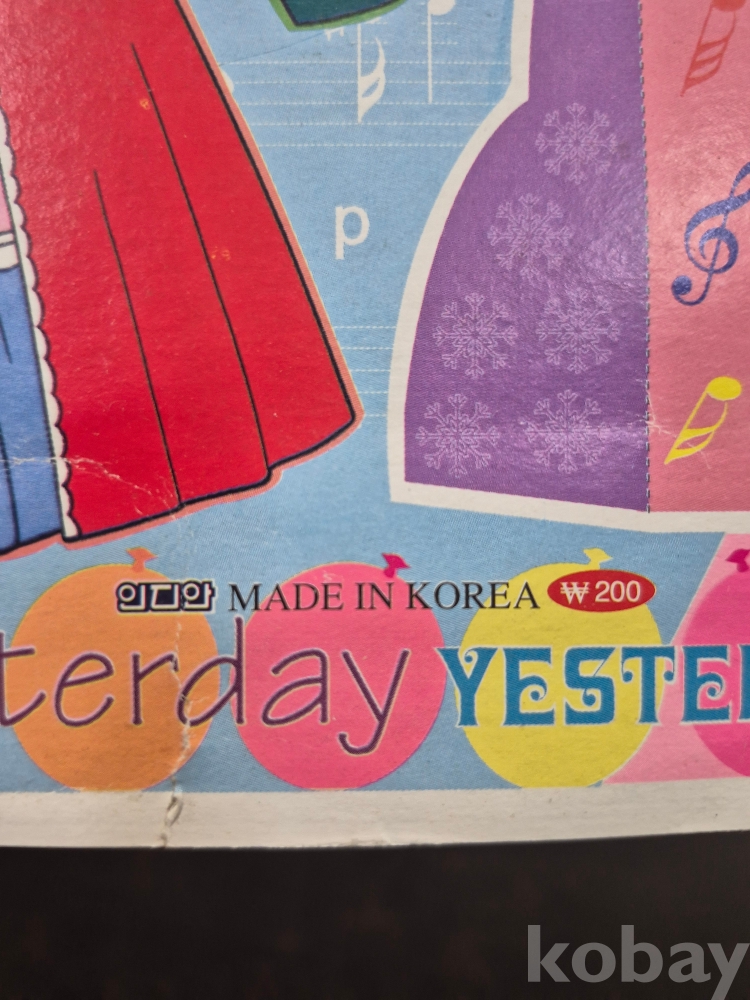 p
인디안 MADE IN KOREA ₩200
terday YESTE
kobay